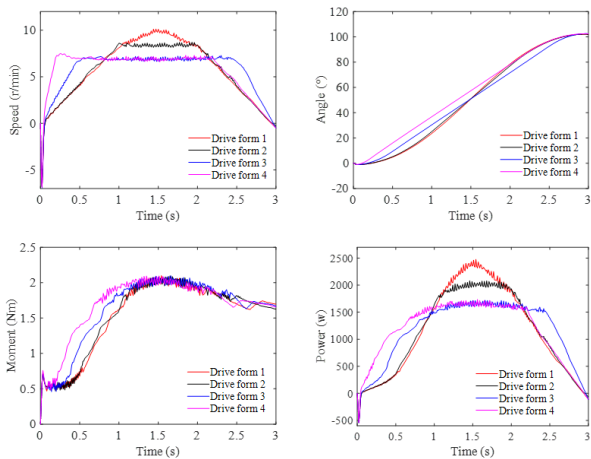 10
5
0
-5
Speed (r/min)
0 0.5 1 1.5 2 2.5 3
Time (s)
Drive form 1
Drive form 2
Drive form 3
Drive form 4
120
100
80
60
40
20
0
-20
Angle (°)
0 0.5 1 1.5 2 2.5 3
Time (s)
Drive form 1
Drive form 2
Drive form 3
Drive form 4
2.5
2
1.5
1
0.5
0
Moment (Nm)
0 0.5 1 1.5 2 2.5 3
Time (s)
Drive form 1
Drive form 2
Drive form 3
Drive form 4
2500
2000
1500
1000
500
0
-500
Power (w)
0 0.5 1 1.5 2 2.5 3
Time (s)
Drive form 1
Drive form 2
Drive form 3
Drive form 4